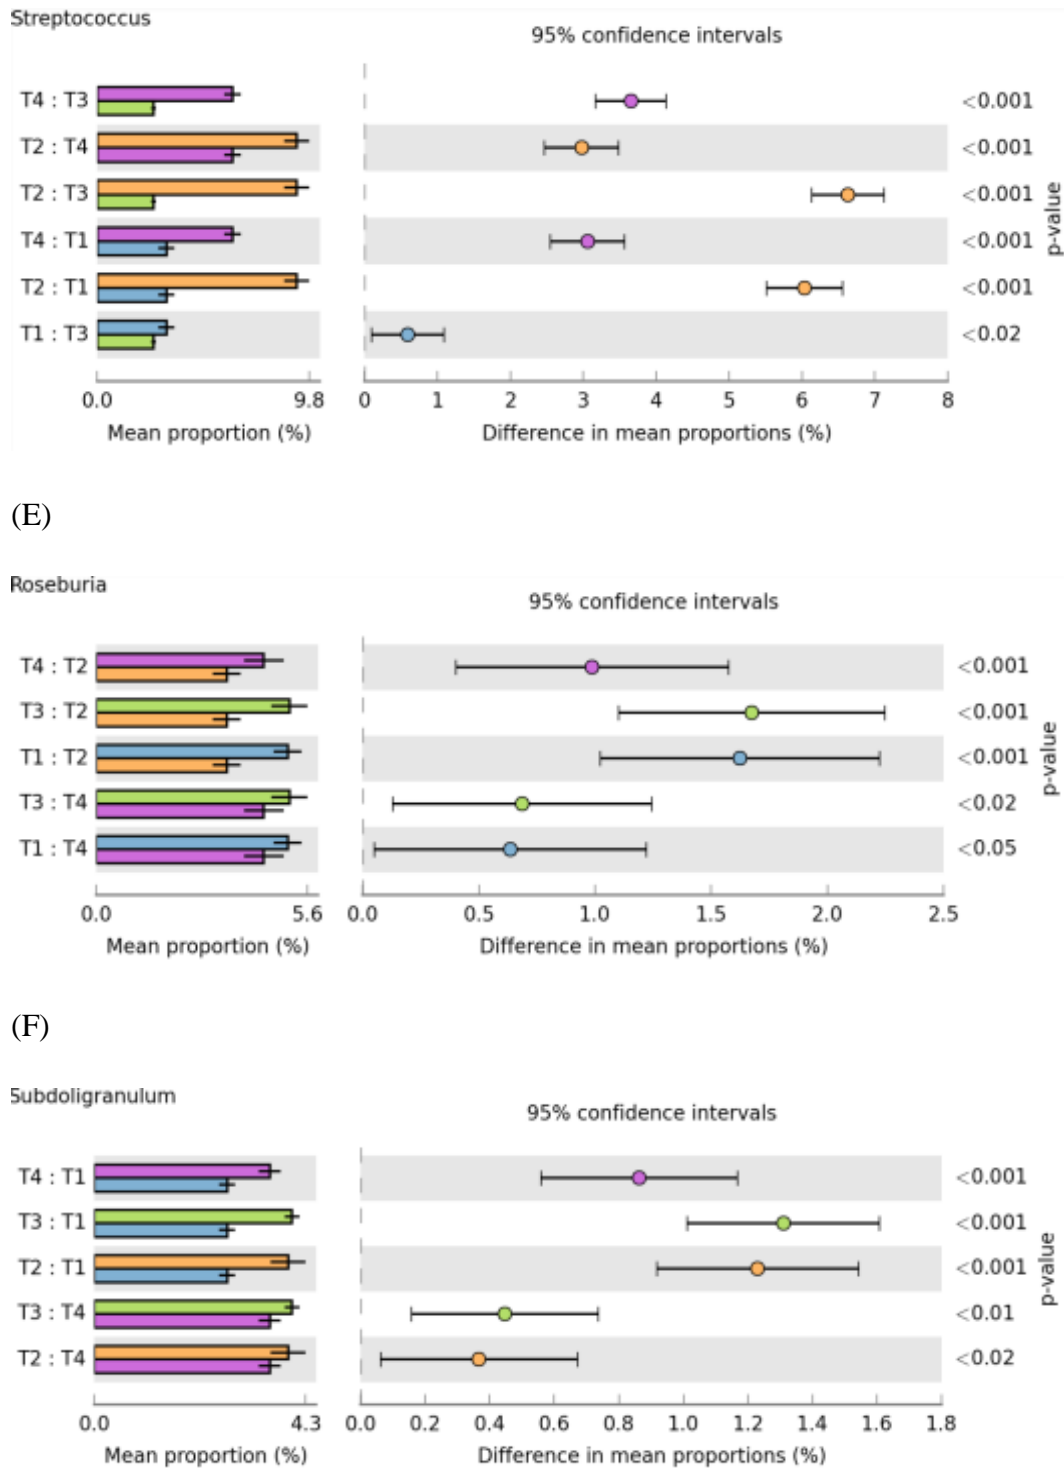 Streptococcus
95% confidence intervals
T4 : T3 <0.001
T2 : T4 <0.001
T2 : T3 <0.001
T4 : T1 <0.001
T2 : T1 <0.001
T1 : T3 <0.02
p-value
0.0 9.8 0 1 2 3 4 5 6 7 8
Mean proportion (%) Difference in mean proportions (%)
(E)
Roseburia
95% confidence intervals
T4 : T2 <0.001
T3 : T2 <0.001
T1 : T2 <0.001
T3 : T4 <0.02
T1 : T4 <0.05
p-value
0.0 5.6 0.0 0.5 1.0 1.5 2.0 2.5
Mean proportion (%) Difference in mean proportions (%)
(F)
Subdoligranulum
95% confidence intervals
T4 : T1 <0.001
T3 : T1 <0.001
T2 : T1 <0.001
T3 : T4 <0.01
T2 : T4 <0.02
p-value
0.0 4.3 0.0 0.2 0.4 0.6 0.8 1.0 1.2 1.4 1.6 1.8
Mean proportion (%) Difference in mean proportions (%)